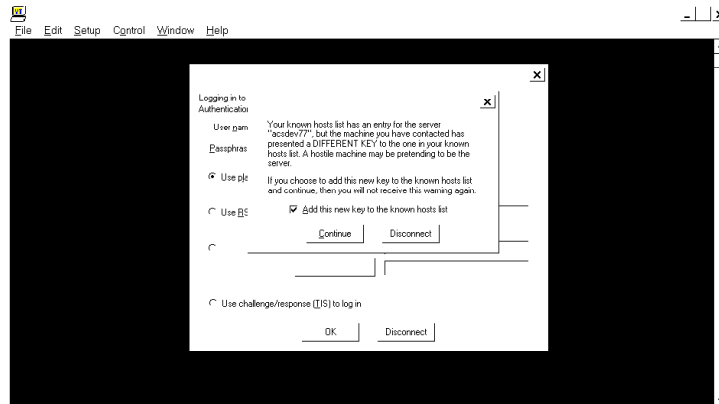 VT
File Edit Setup Control Window Help
Logging in to
Authentication
User nam
Passphras
Use pla
Use RS
Your known hosts list has an entry for the server
"acsdev77", but the machine you have contacted has
presented a DIFFERENT KEY to the one in your known
hosts list. A hostile machine may be pretending to be the
server.
If you choose to add this new key to the known hosts list
and continue, then you will not receive this warning again.
Add this new key to the known hosts list
Continue Disconnect
Use challenge/response (TIS) to log in
OK Disconnect